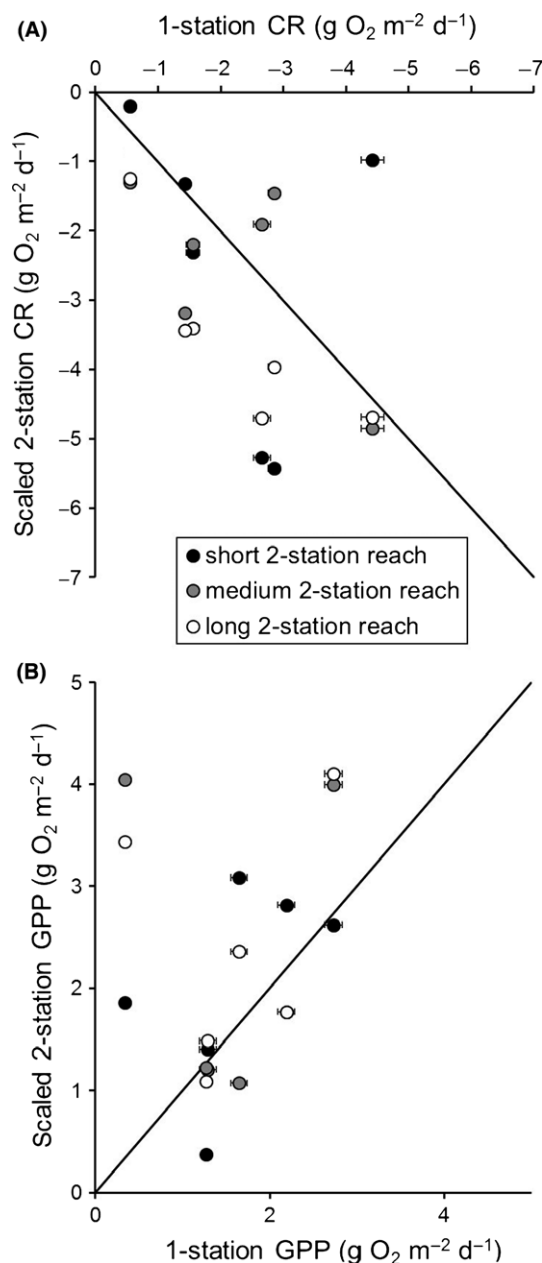 (A)
1-station CR (g O₂ m⁻² d⁻¹)
0 –1 –2 –3 –4 –5 –6 –7
0
–1
–2
–3
–4
–5
–6
–7
Scaled 2-station CR (g O₂ m⁻² d⁻¹)
short 2-station reach
medium 2-station reach
long 2-station reach
(B)
5
4
3
2
1
0
Scaled 2-station GPP (g O₂ m⁻² d⁻¹)
0 2 4
1-station GPP (g O₂ m⁻² d⁻¹)